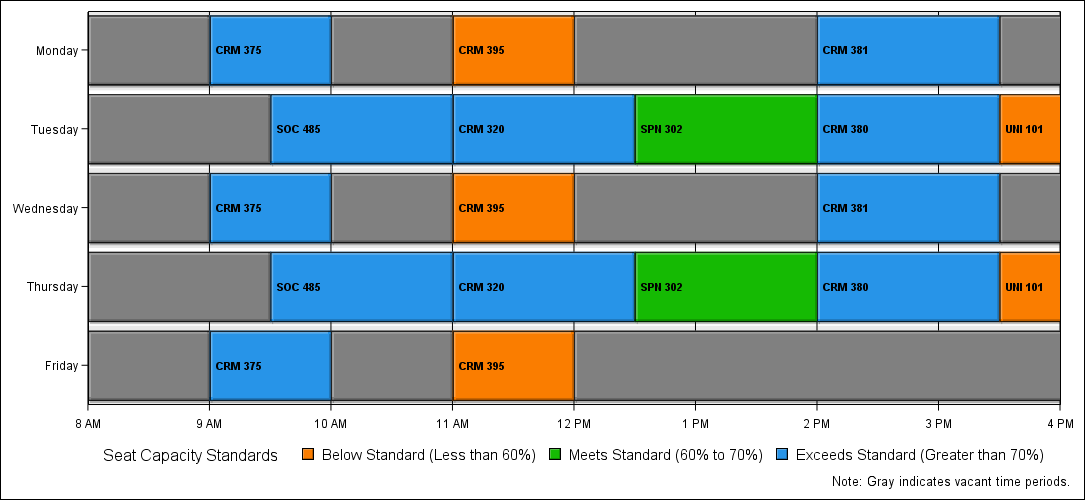 Monday
CRM 375
CRM 395
CRM 381
Tuesday
SOC 485
CRM 320
SPN 302
CRM 380
UNI 101
Wednesday
CRM 375
CRM 395
CRM 381
Thursday
SOC 485
CRM 320
SPN 302
CRM 380
UNI 101
Friday
CRM 375
CRM 395
8 AM 9 AM 10 AM 11 AM 12 PM 1 PM 2 PM 3 PM 4 PM
Seat Capacity Standards Below Standard (Less than 60%) Meets Standard (60% to 70%) Exceeds Standard (Greater than 70%)
Note: Gray indicates vacant time periods.